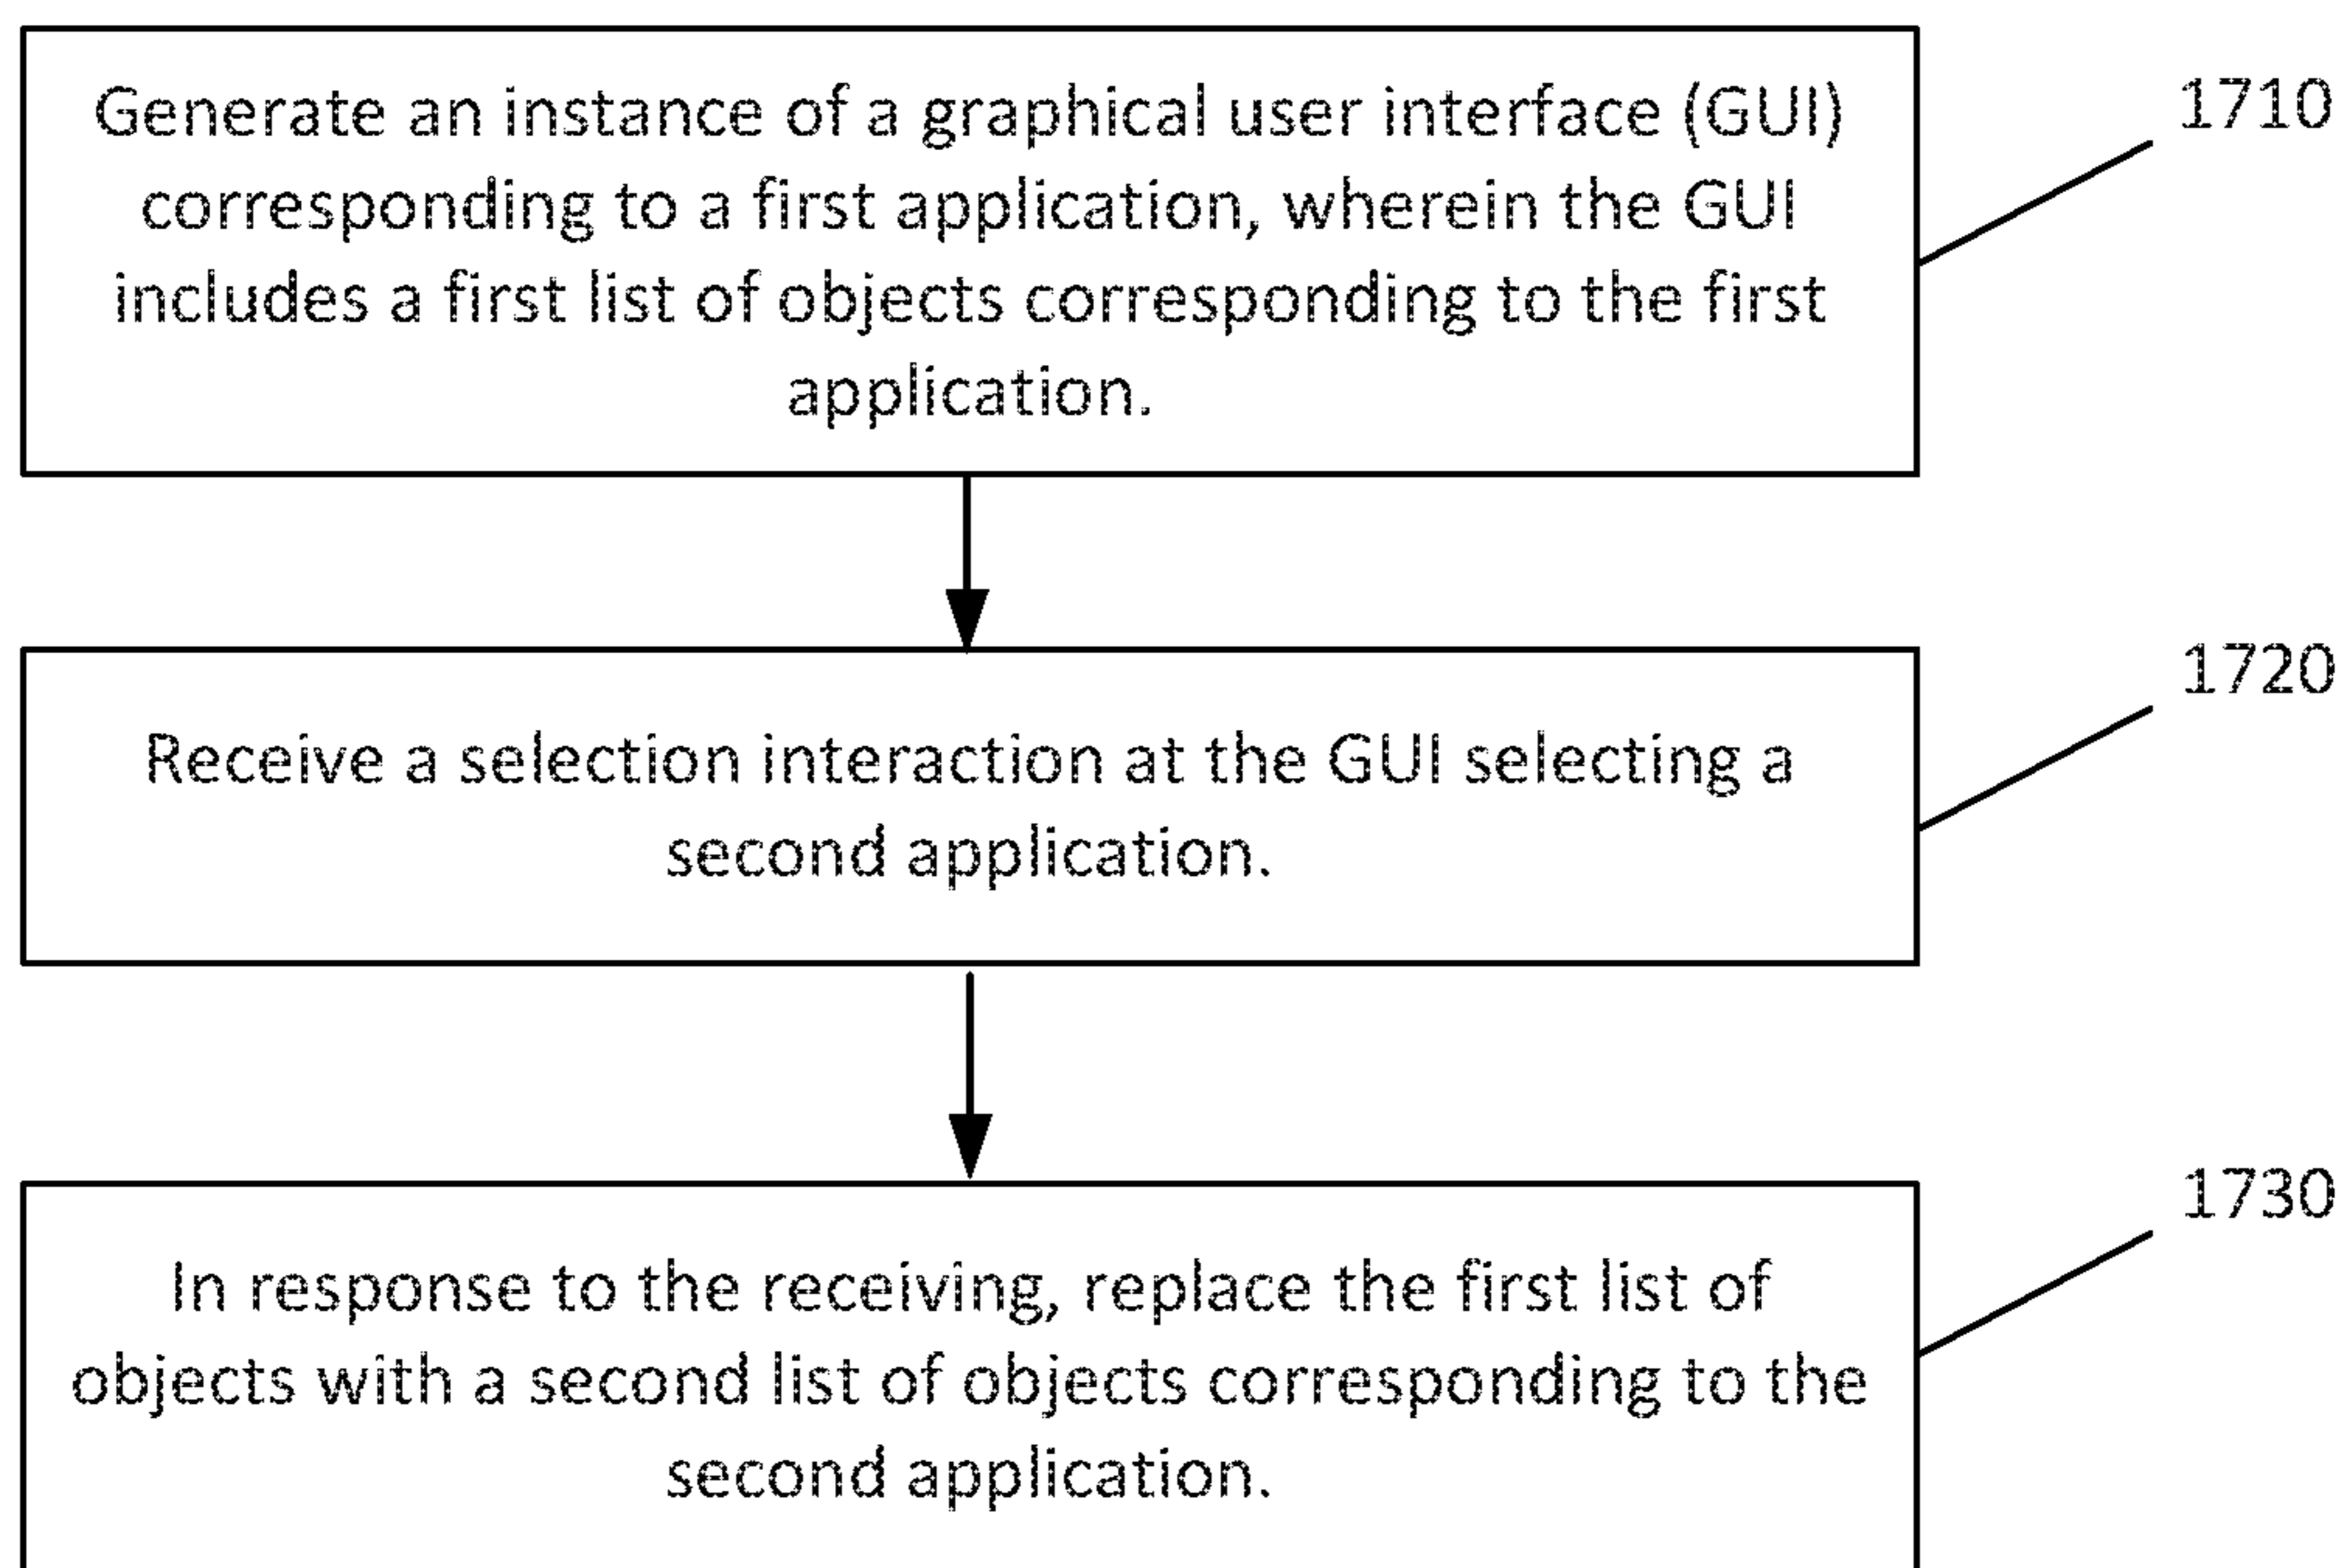 Generate an instance of a graphical user interface (GUI)
corresponding to a first application, wherein the GUI
includes a first list of objects corresponding to the first
application.
1710
Receive a selection interaction at the GUI selecting a
second application.
1720
In response to the receiving, replace the first list of
objects with a second list of objects corresponding to the
second application.
1730